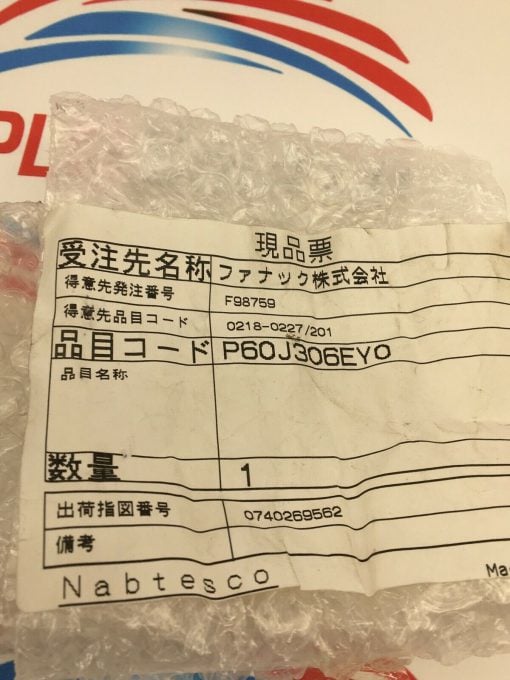 PL
現品票
受注先名称 ファナック株式会社
得意先発注番号 F98759
得意先品目コード 0218-0227/201
品目コード P60J306EY0
品目名称
数量 1
出荷指図番号 0740269562
備考
Nabtesco
Ma